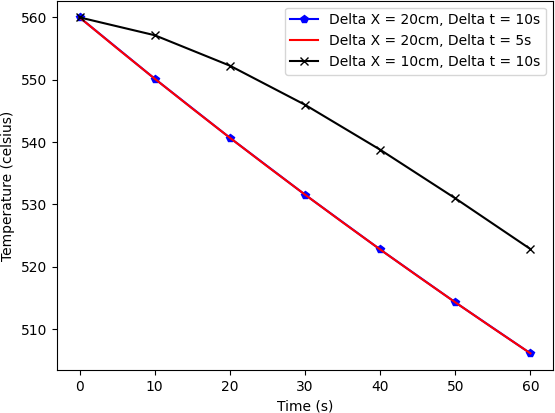 560
550
540
530
520
510
Temperature (celsius)
Delta X = 20cm, Delta t = 10s
Delta X = 20cm, Delta t = 5s
Delta X = 10cm, Delta t = 10s
0 10 20 30 40 50 60
Time (s)